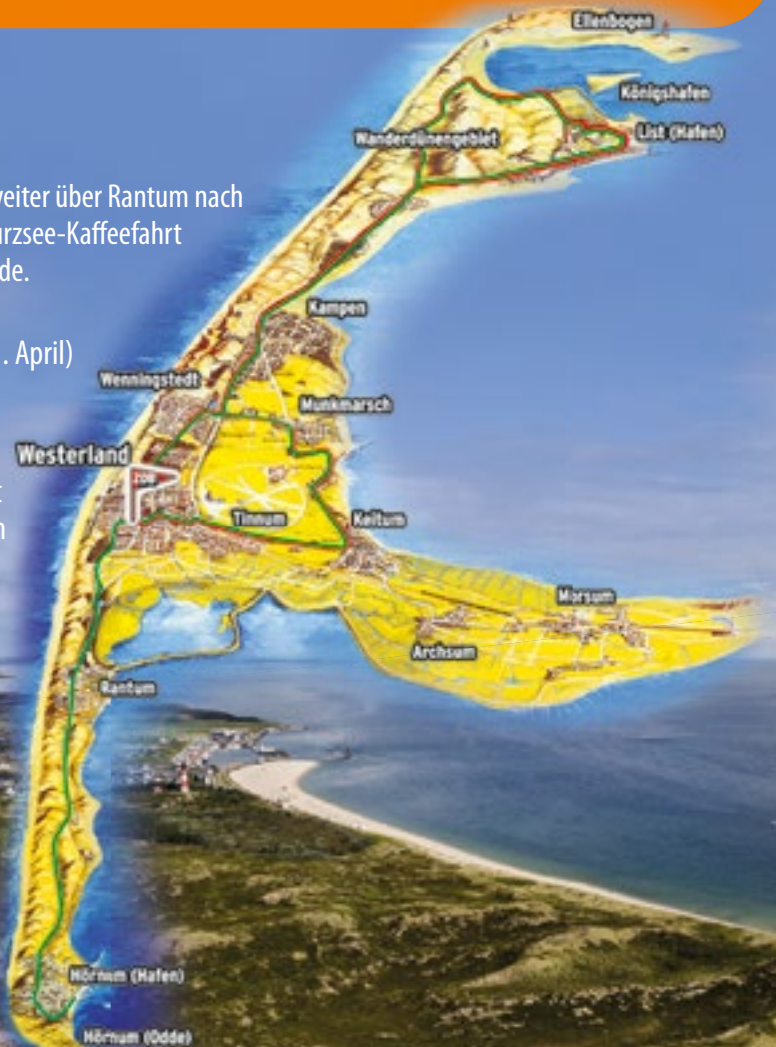 Ellenbogen
Königshafen
List (Hafen)
Wanderdünengebiet
weiter über Rantum nach
urzsee-Kaffeefahrt
de.
Kampen
. April)
Wenningstedt
Munkmarsch
Westerland
ZOB
t
n
Tinnum
Keitum
Morsum
Archsum
Rantum
Hörnum (Hafen)
Hörnum (Odde)